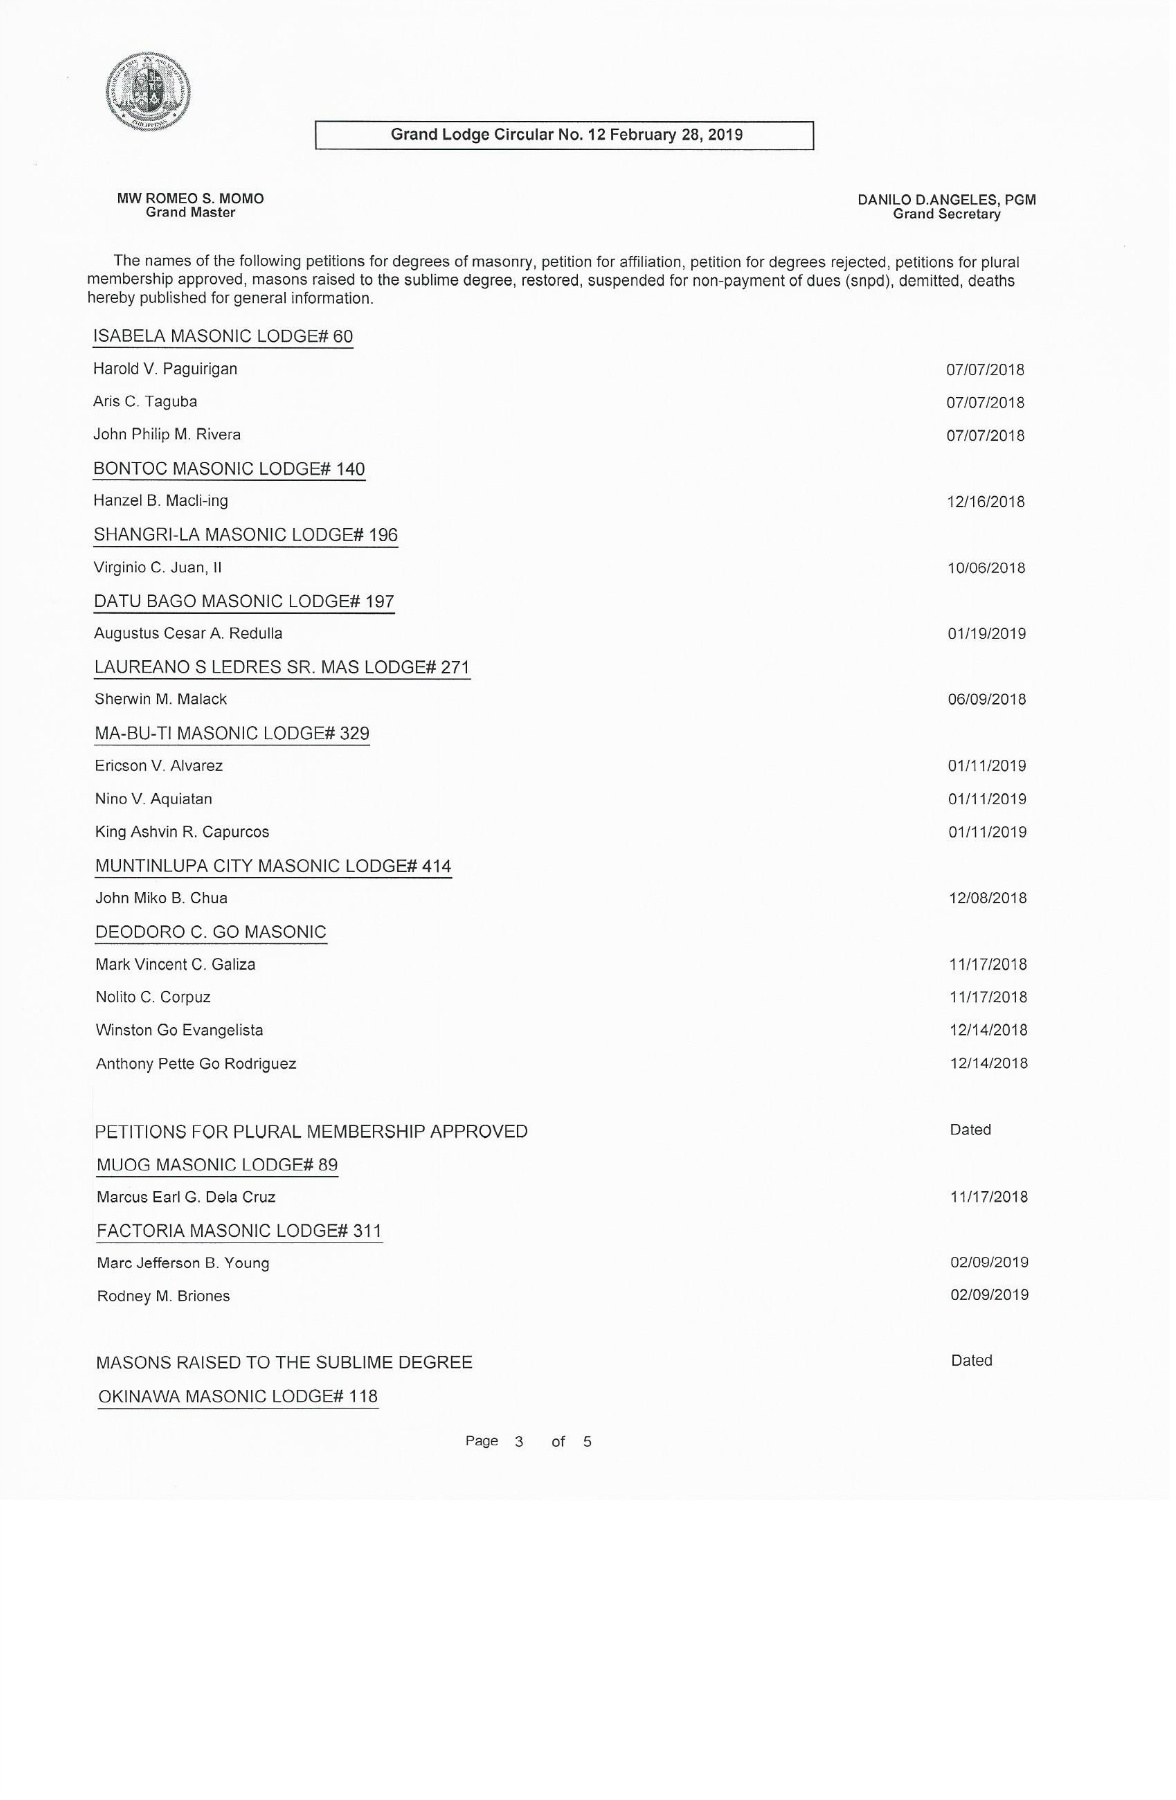 PHILIPPINES
Grand Lodge Circular No. 12 February 28, 2019
MW ROMEO S. MOMO
Grand Master
DANILO D.ANGELES, PGM
Grand Secretary
The names of the following petitions for degrees of masonry, petition for affiliation, petition for degrees rejected, petitions for plural
membership approved, masons raised to the sublime degree, restored, suspended for non-payment of dues (snpd), demitted, deaths
hereby published for general information.
ISABELA MASONIC LODGE# 60
Harold V. Paguirigan 07/07/2018
Aris C. Taguba 07/07/2018
John Philip M. Rivera 07/07/2018
BONTOC MASONIC LODGE# 140
Hanzel B. Macli-ing 12/16/2018
SHANGRI-LA MASONIC LODGE# 196
Virginio C. Juan, II 10/06/2018
DATU BAGO MASONIC LODGE# 197
Augustus Cesar A. Redulla 01/19/2019
LAUREANO S LEDRES SR. MAS LODGE# 271
Sherwin M. Malack 06/09/2018
MA-BU-TI MASONIC LODGE# 329
Ericson V. Alvarez 01/11/2019
Nino V. Aquiatan 01/11/2019
King Ashvin R. Capurcos 01/11/2019
MUNTINLUPA CITY MASONIC LODGE# 414
John Miko B. Chua 12/08/2018
DEODORO C. GO MASONIC
Mark Vincent C. Galiza 11/17/2018
Nolito C. Corpuz 11/17/2018
Winston Go Evangelista 12/14/2018
Anthony Pette Go Rodriguez 12/14/2018
PETITIONS FOR PLURAL MEMBERSHIP APPROVED Dated
MUOG MASONIC LODGE# 89
Marcus Earl G. Dela Cruz 11/17/2018
FACTORIA MASONIC LODGE# 311
Marc Jefferson B. Young 02/09/2019
Rodney M. Briones 02/09/2019
MASONS RAISED TO THE SUBLIME DEGREE Dated
OKINAWA MASONIC LODGE# 118
Page 3 of 5